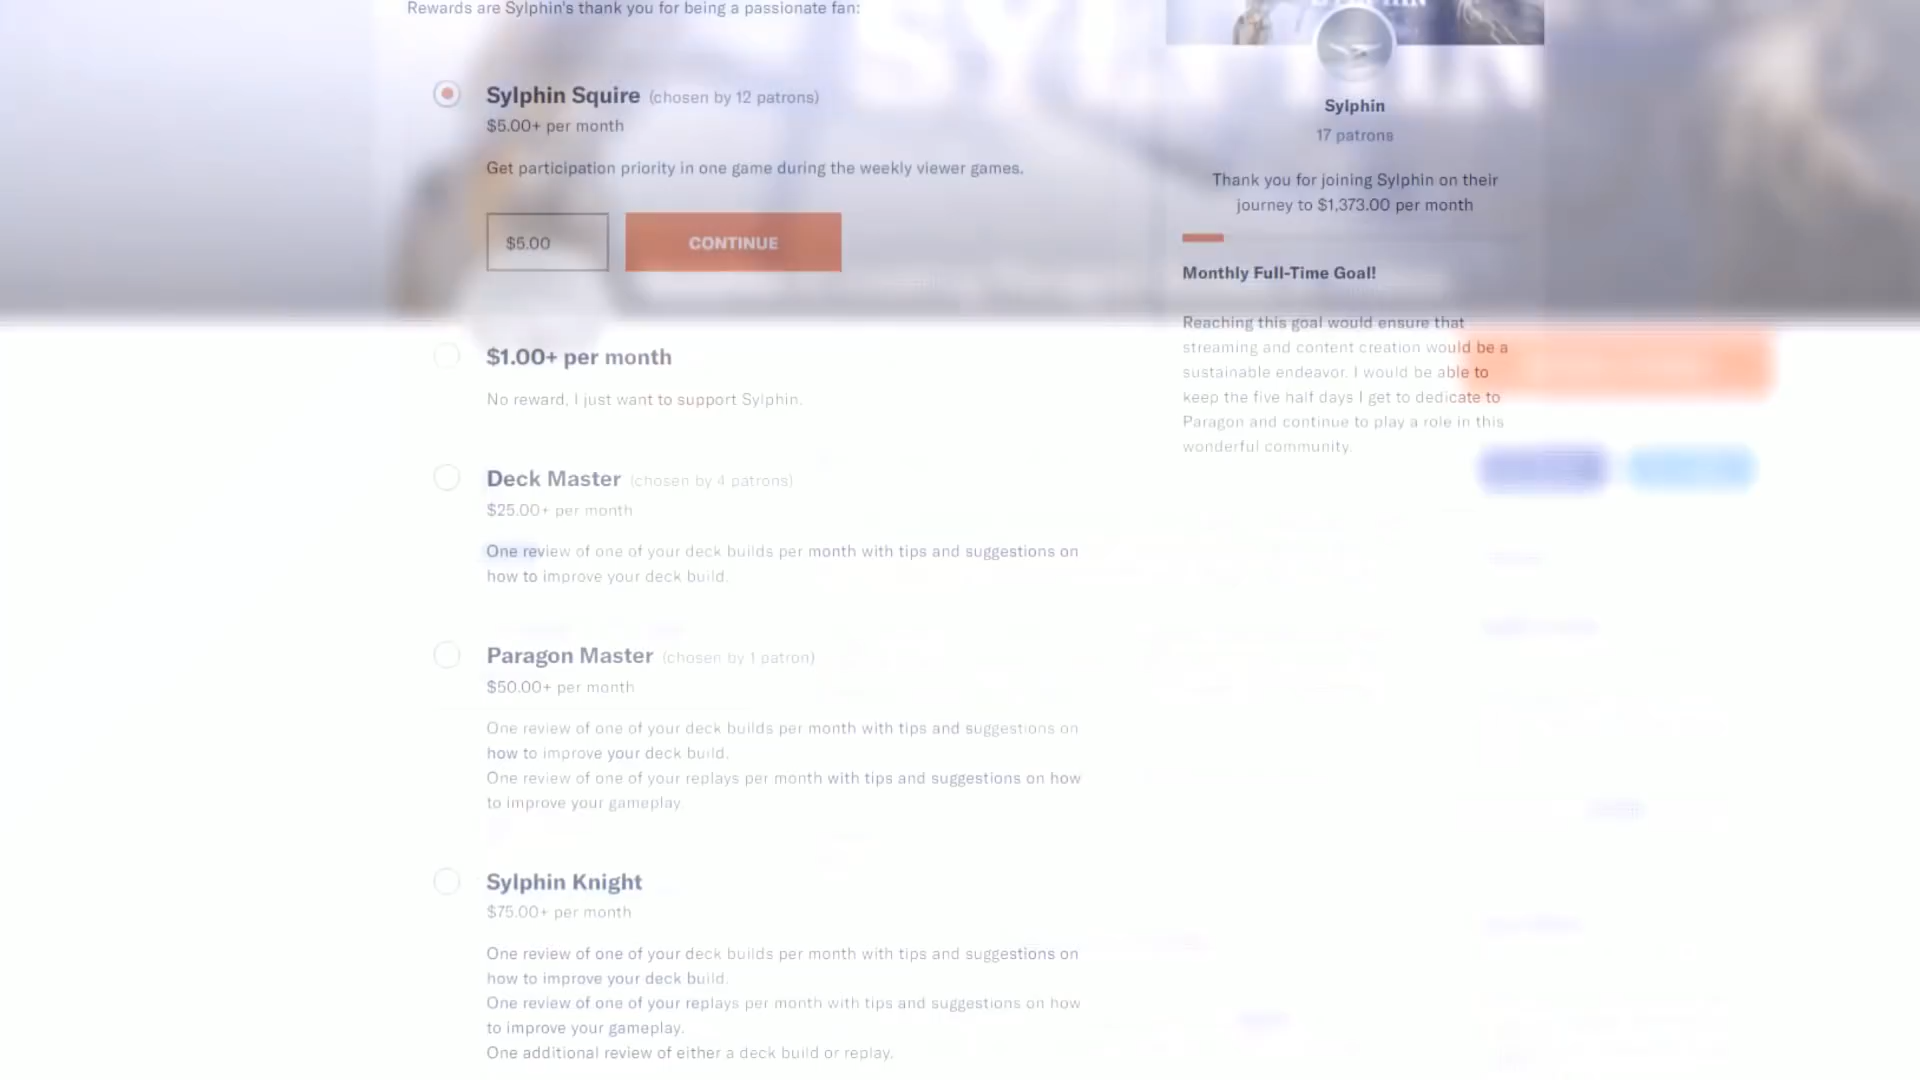 Rewards are Sylphin's thank you for being a passionate fan:
Sylphin Squire (chosen by 12 patrons)
$5.00+ per month
Get participation priority in one game during the weekly viewer games.
$5.00
CONTINUE
$1.00+ per month
No reward, I just want to support Sylphin.
Deck Master (chosen by 4 patrons)
$25.00+ per month
One review of one of your deck builds per month with tips and suggestions on
how to improve your deck build.
Paragon Master (chosen by 1 patron)
$50.00+ per month
One review of one of your deck builds per month with tips and suggestions on
how to improve your deck build.
One review of one of your replays per month with tips and suggestions on how
to improve your gameplay.
Sylphin Knight
$75.00+ per month
One review of one of your deck builds per month with tips and suggestions on
how to improve your deck build.
One review of one of your replays per month with tips and suggestions on how
to improve your gameplay.
One additional review of either a deck build or replay.
SYLPHIN
Sylphin
17 patrons
Thank you for joining Sylphin on their
journey to $1,373.00 per month
Monthly Full-Time Goal!
Reaching this goal would ensure that
streaming and content creation would be a
sustainable endeavor. I would be able to
keep the five half days I get to dedicate to
Paragon and continue to play a role in this
wonderful community.